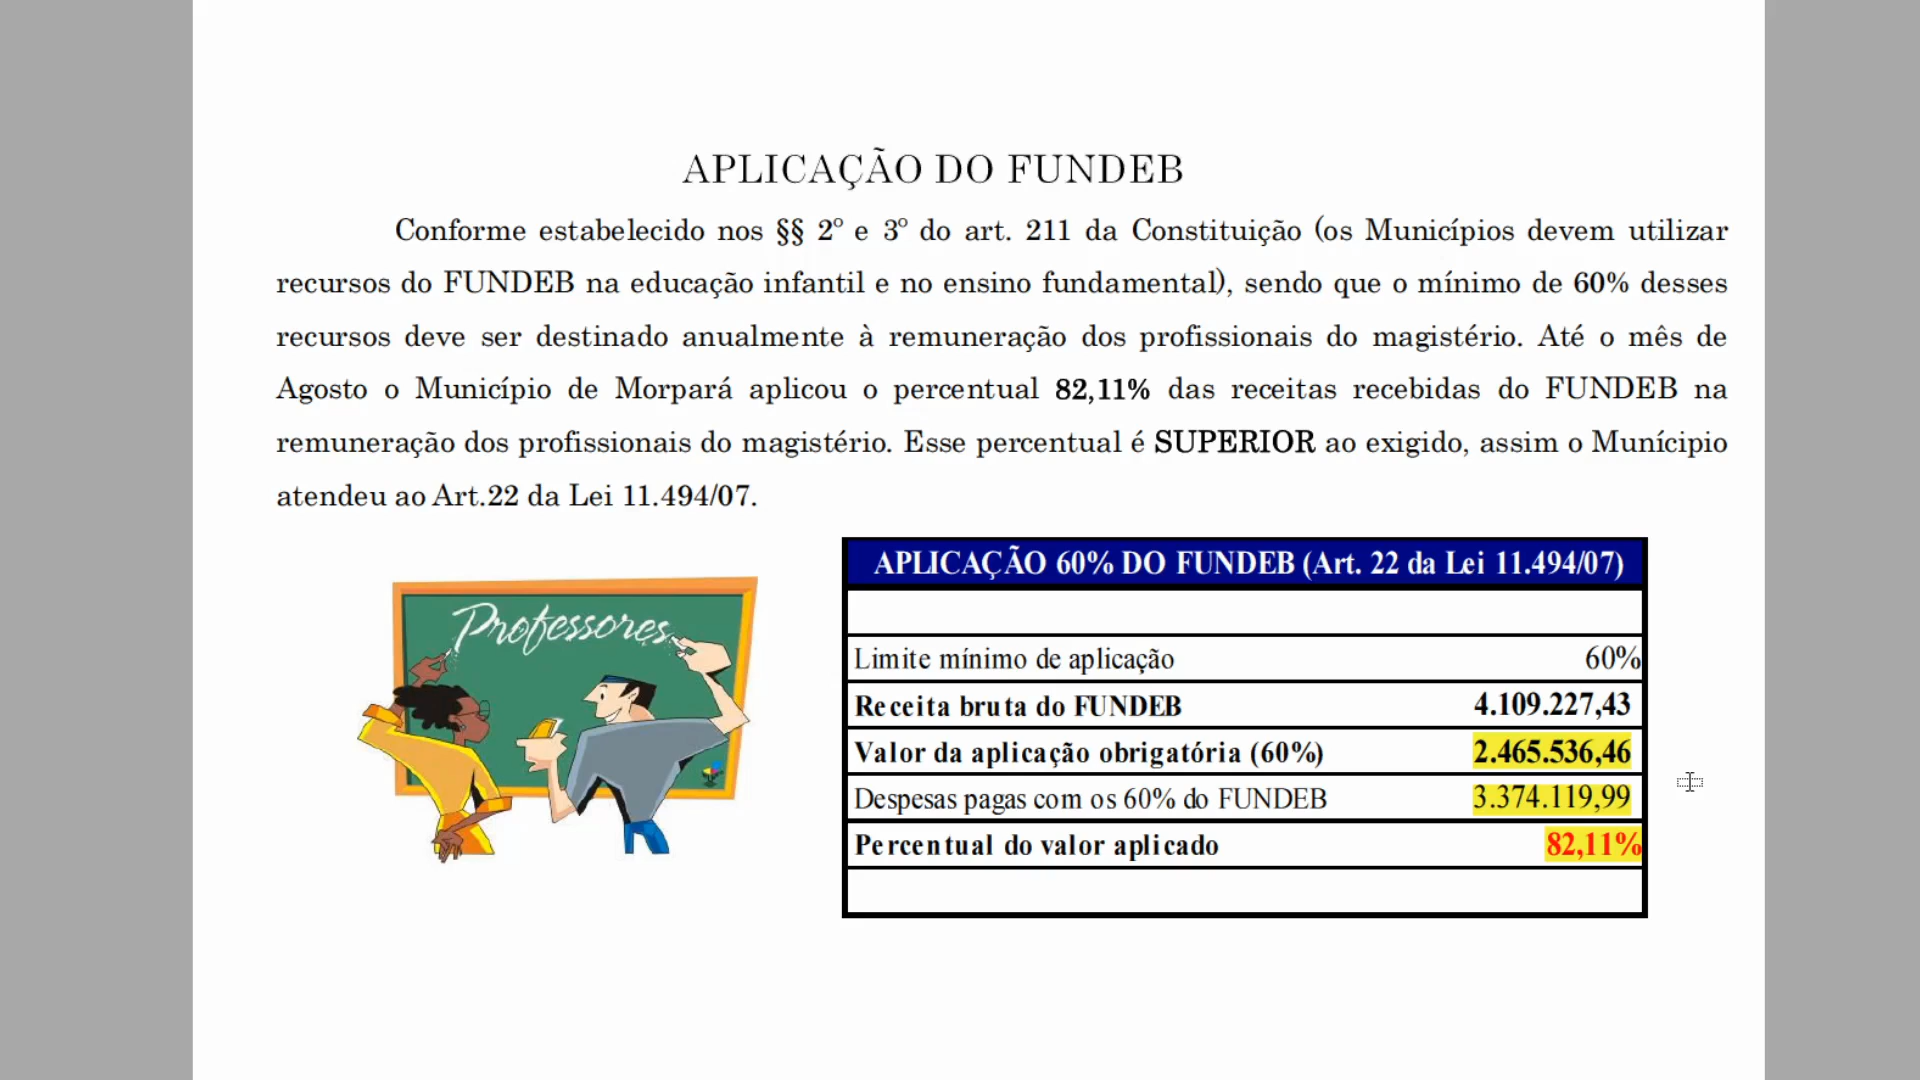 APLICAÇÃO DO FUNDEB
Conforme estabelecido nos §§ 2º e 3º do art. 211 da Constituição (os Municípios devem utilizar
recursos do FUNDEB na educação infantil e no ensino fundamental), sendo que o mínimo de 60% desses
recursos deve ser destinado anualmente à remuneração dos profissionais do magistério. Até o mês de
Agosto o Município de Morpará aplicou o percentual 82,11% das receitas recebidas do FUNDEB na
remuneração dos profissionais do magistério. Esse percentual é SUPERIOR ao exigido, assim o Munícipio
atendeu ao Art.22 da Lei 11.494/07.
Professores
APLICAÇÃO 60% DO FUNDEB (Art. 22 da Lei 11.494/07)
Limite mínimo de aplicação 60%
Receita bruta do FUNDEB 4.109.227,43
Valor da aplicação obrigatória (60%) 2.465.536,46
Despesas pagas com os 60% do FUNDEB 3.374.119,99
Percentual do valor aplicado 82,11%